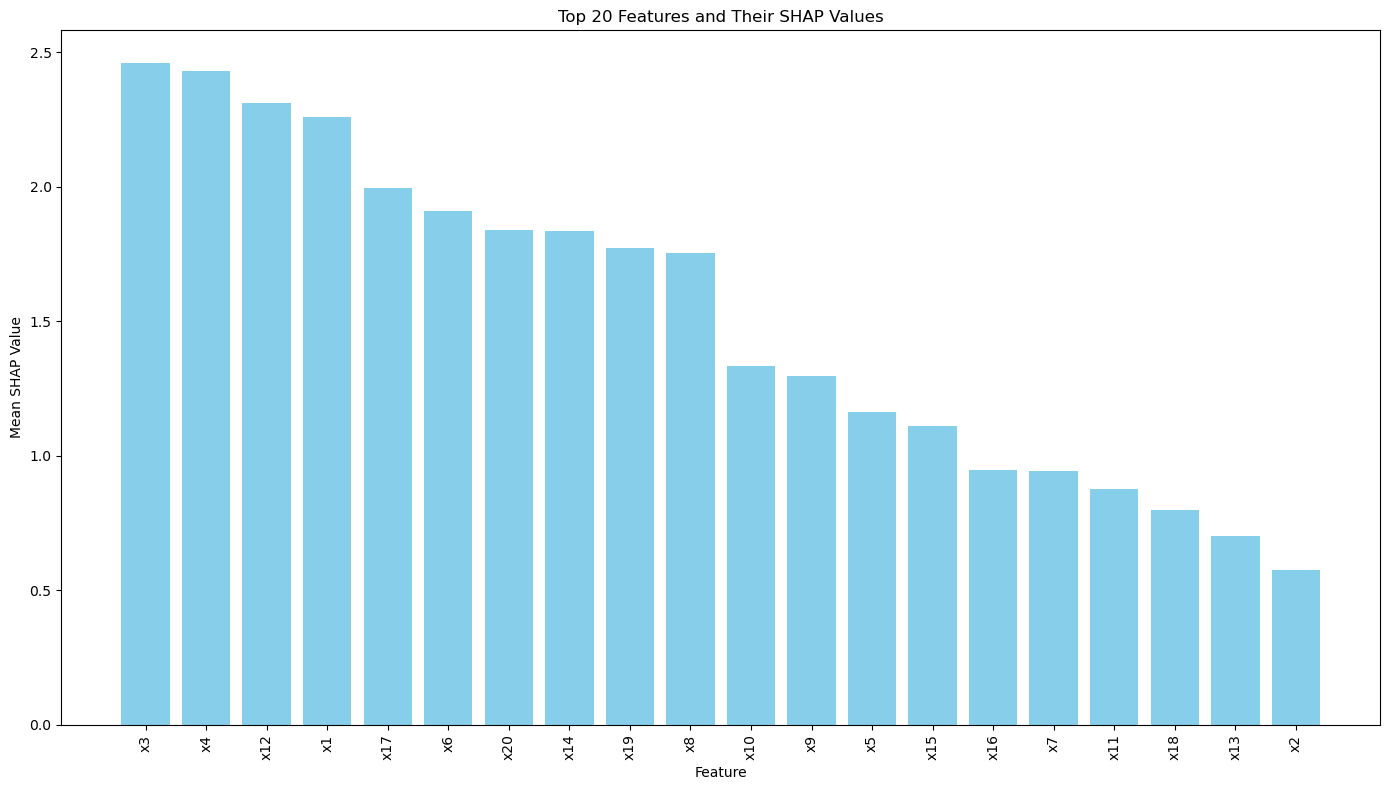 Top 20 Features and Their SHAP Values
Mean SHAP Value
2.5
2.0
1.5
1.0
0.5
0.0
x3 x4 x12 x1 x17 x6 x20 x14 x19 x8 x10 x9 x5 x15 x16 x7 x11 x18 x13 x2
Feature